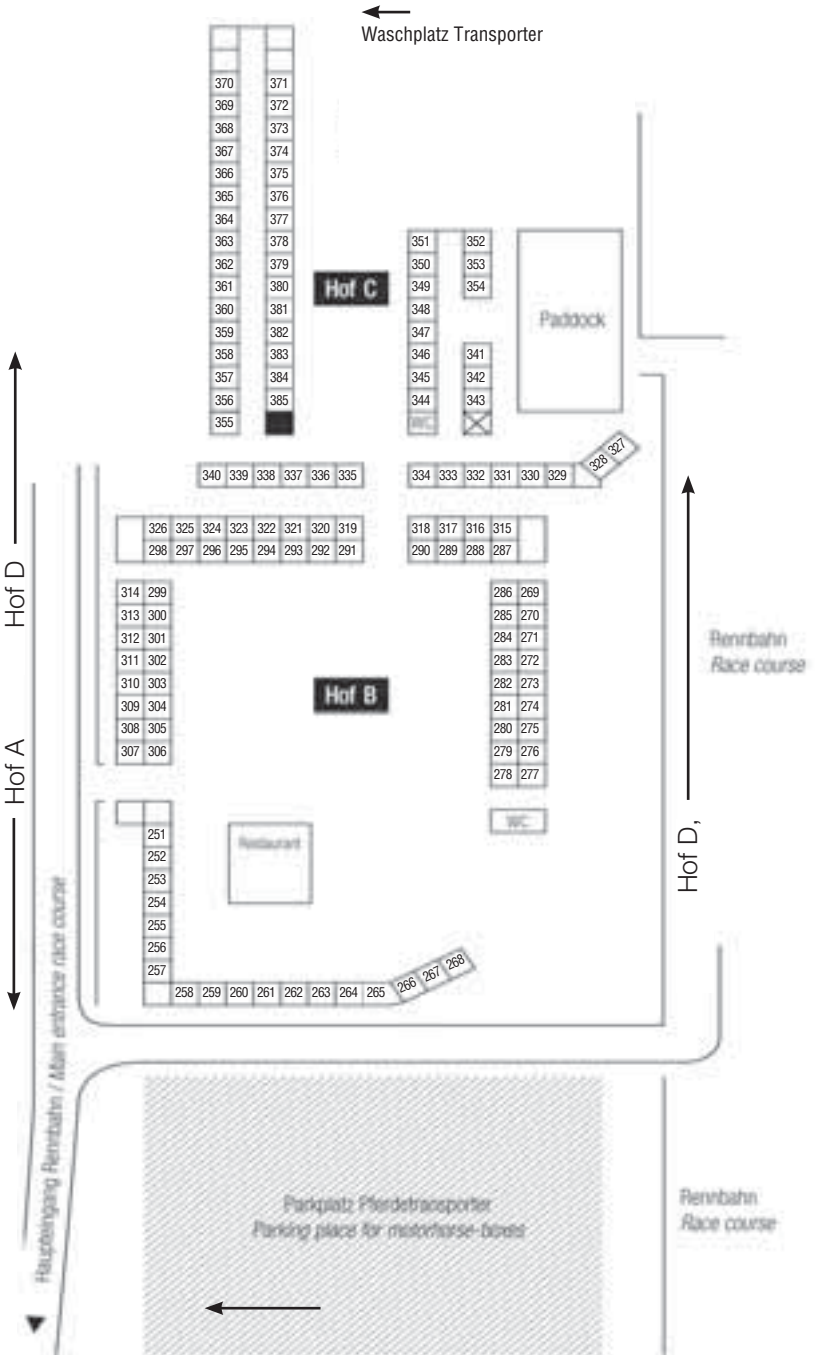 Waschplatz Transporter
370 371
369 372
368 373
367 374
366 375
365 376
364 377
363 378 351 352
362 379 350 353
361 380 Hof C 349 354
360 381 348 Paddock
359 382 347
358 383 346 341
357 384 345 342
356 385 344 343
355 WC
340 339 338 337 336 335 334 333 332 331 330 329 328 327
326 325 324 323 322 321 320 319 318 317 316 315
298 297 296 295 294 293 292 291 290 289 288 287
Hof D
314 299 286 269
313 300 285 270
312 301 284 271
311 302 283 272
310 303 282 273
309 304 281 274
308 305 280 275
307 306 279 276
278 277
Hof B
Rennbahn
Race course
Hof A
WC
Hof D,
251
252
253
254
255
256
257
Restaurant
258 259 260 261 262 263 264 265 266 267 268
Haupteingang Rennbahn / Main entrance race course
Parkplatz Pferdetransporter
Parking place for motorhorse-boxes
Rennbahn
Race course